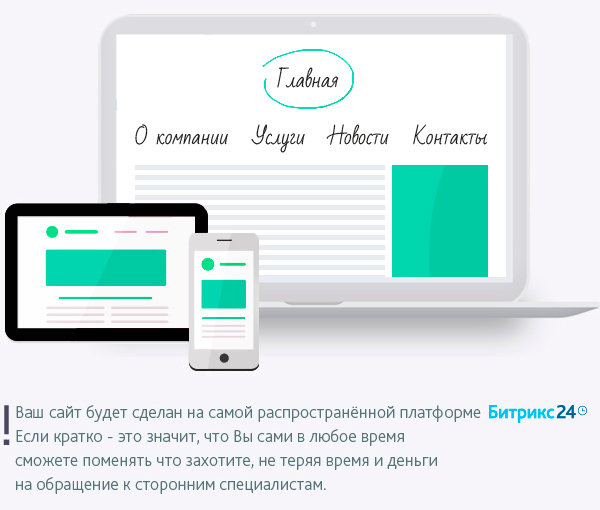 Главная
О компании Услуги Новости Контакты
! Ваш сайт будет сделан на самой распространённой платформе Битрикс24
Если кратко - это значит, что Вы сами в любое время
сможете поменять что захотите, не теряя время и деньги
на обращение к сторонним специалистам.